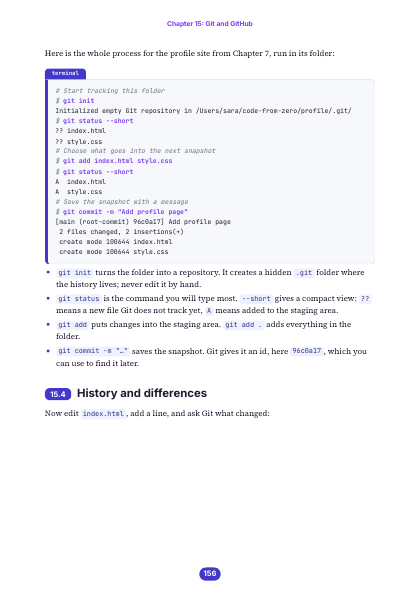 Chapter 15: Git and GitHub
Here is the whole process for the profile site from Chapter 7, run in its folder:
terminal
# Start tracking this folder
$ git init
Initialized empty Git repository in /Users/sara/code-from-zero/profile/.git/
$ git status --short
?? index.html
?? style.css
# Choose what goes into the next snapshot
$ git add index.html style.css
$ git status --short
A  index.html
A  style.css
# Save the snapshot with a message
$ git commit -m "Add profile page"
[main (root-commit) 96c0a17] Add profile page
 2 files changed, 2 insertions(+)
 create mode 100644 index.html
 create mode 100644 style.css
• git init turns the folder into a repository. It creates a hidden .git folder where
the history lives; never edit it by hand.
• git status is the command you will type most. --short gives a compact view: ??
means a new file Git does not track yet, A means added to the staging area.
• git add puts changes into the staging area. git add . adds everything in the
folder.
• git commit -m "…" saves the snapshot. Git gives it an id, here 96c0a17, which you
can use to find it later.
15.4 History and differences
Now edit index.html, add a line, and ask Git what changed:
156